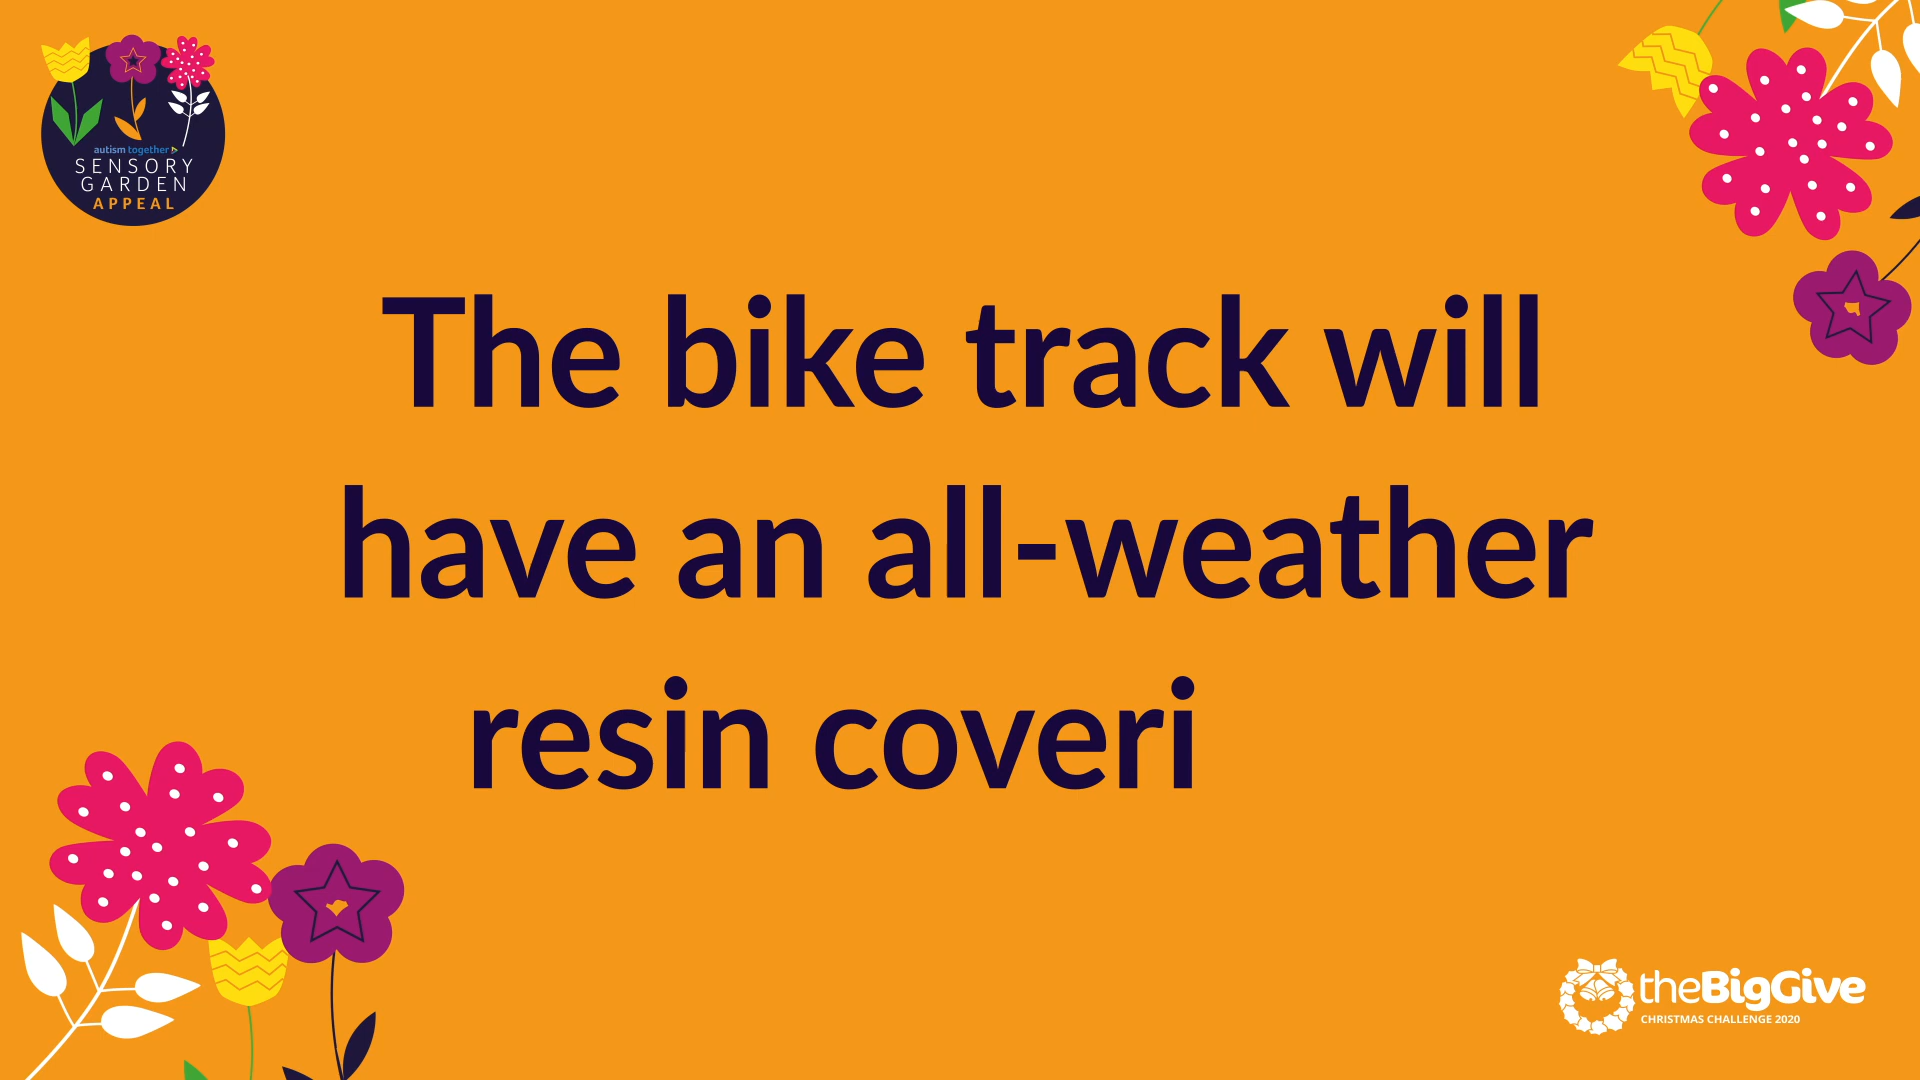 autism together
SENSORY
GARDEN
APPEAL
The bike track will
have an all-weather
resin coveri
theBigGive
CHRISTMAS CHALLENGE 2020